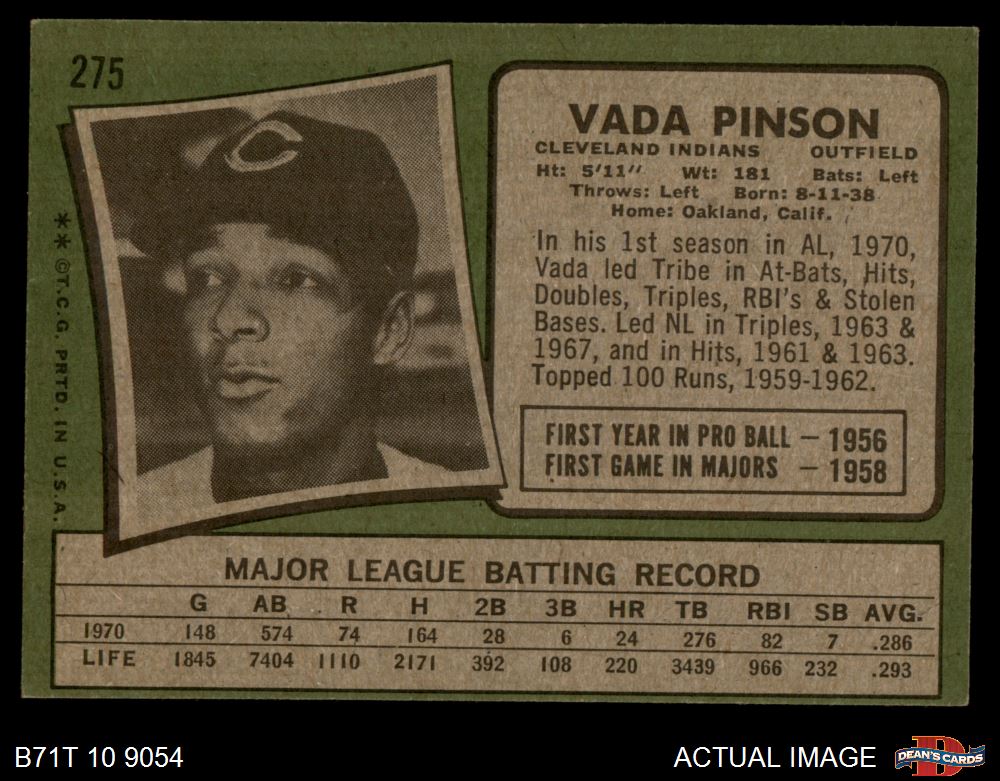 275
** ©T.C.G. PRTD. IN U.S.A.
VADA PINSON
CLEVELAND INDIANS OUTFIELD
Ht: 5'11" Wt: 181 Bats: Left
Throws: Left Born: 8-11-38
Home: Oakland, Calif.
In his 1st season in AL, 1970,
Vada led Tribe in At-Bats, Hits,
Doubles, Triples, RBI's & Stolen
Bases. Led NL in Triples, 1963 &
1967, and in Hits, 1961 & 1963.
Topped 100 Runs, 1959-1962.
FIRST YEAR IN PRO BALL — 1956
FIRST GAME IN MAJORS — 1958
MAJOR LEAGUE BATTING RECORD
G AB R H 2B 3B HR TB RBI SB AVG.
1970 148 574 74 164 28 6 24 276 82 7 .286
LIFE 1845 7404 1110 2171 392 108 220 3439 966 232 .293
B71T 10 9054
ACTUAL IMAGE
D
DEAN'S CARDS